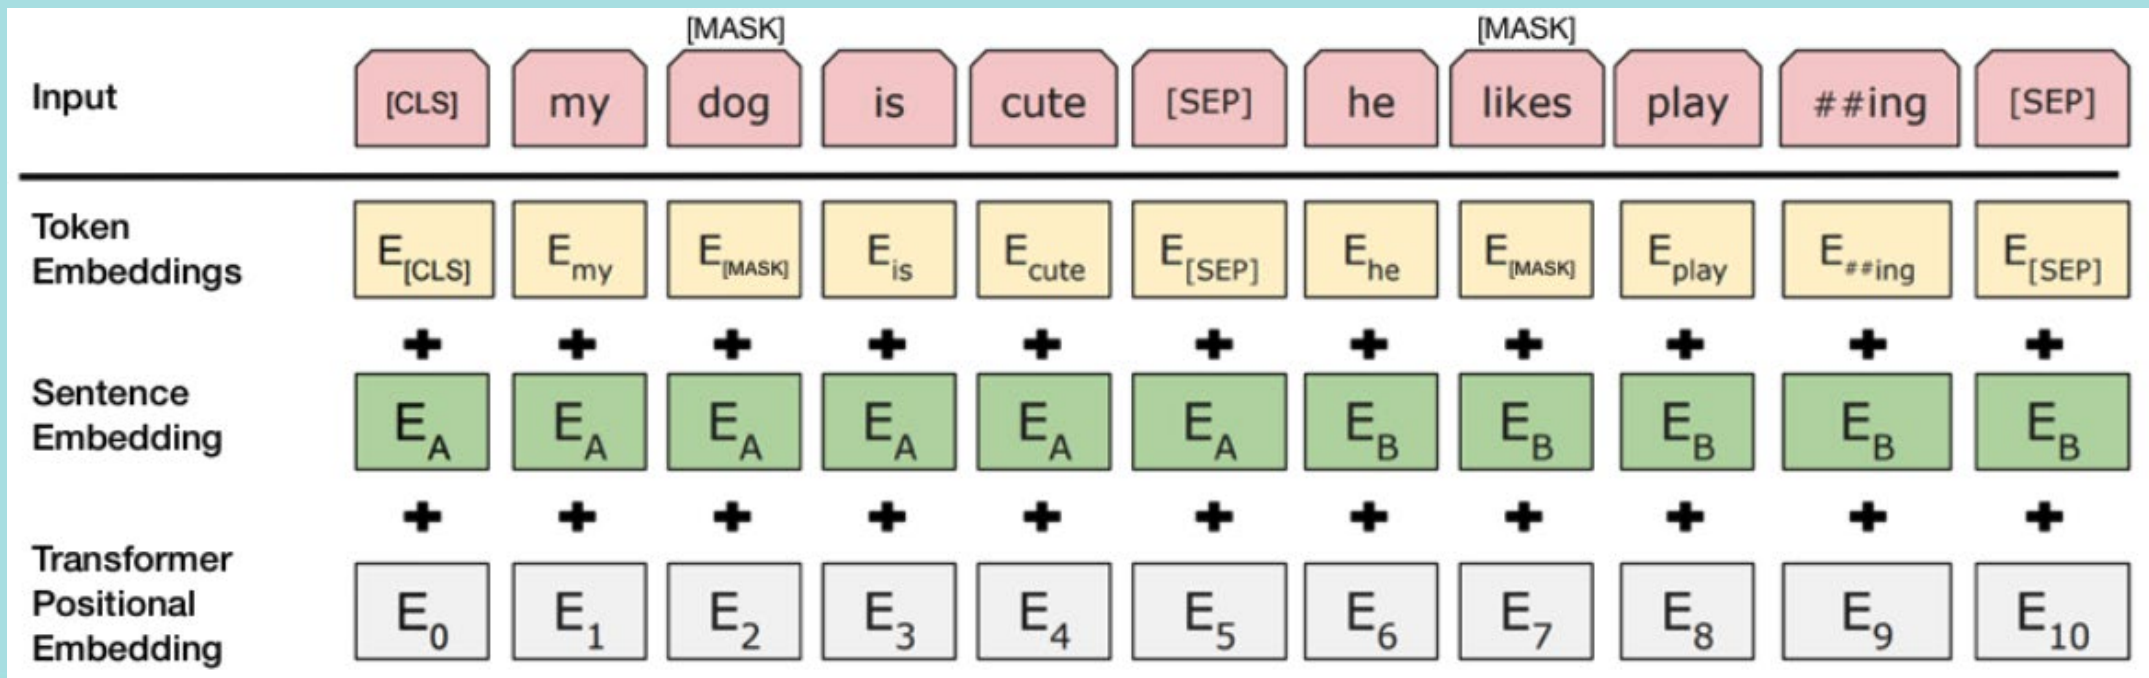 [MASK] [MASK]
Input [CLS] my dog is cute [SEP] he likes play ##ing [SEP]
Token
Embeddings
E[CLS] Emy E[MASK] Eis Ecute E[SEP] Ehe E[MASK] Eplay E##ing E[SEP]
+ + + + + + + + + + +
Sentence
Embedding
EA EA EA EA EA EA EB EB EB EB EB
+ + + + + + + + + + +
Transformer
Positional
Embedding
E0 E1 E2 E3 E4 E5 E6 E7 E8 E9 E10